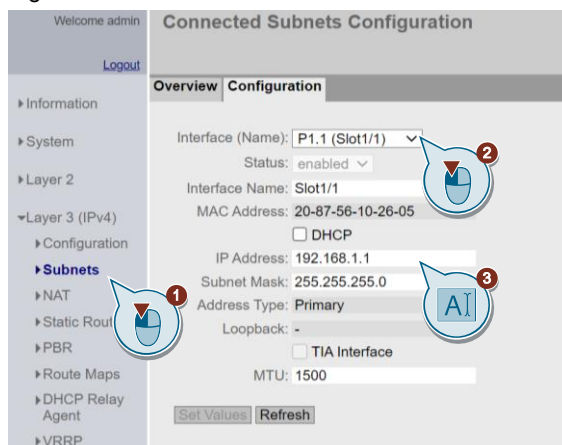 Welcome admin
Logout
Connected Subnets Configuration
Overview Configuration
Information
System
Layer 2
Layer 3 (IPv4)
Configuration
Subnets
NAT
Static
PBR
Route Maps
DHCP Relay
Agent
VRRP
Interface (Name): P1.1 (Slot1/1)
Status: enabled
Interface Name: Slot1/1
MAC Address: 20-87-56-10-26-05
DHCP
IP Address: 192.168.1.1
Subnet Mask: 255.255.255.0
Address Type: Primary
Loopback: -
TIA Interface
MTU: 1500
Set Values Refresh
1
2
3
A